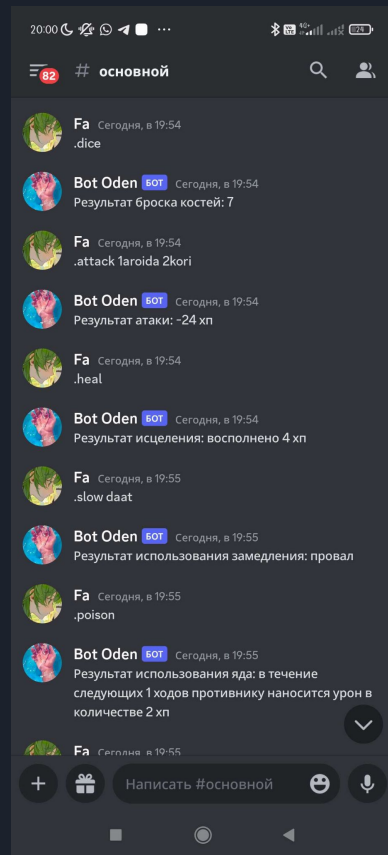 20:00
82 # основной
Fa Сегодня, в 19:54
.dice
Bot Oden БОТ Сегодня, в 19:54
Результат броска костей: 7
Fa Сегодня, в 19:54
.attack 1aroida 2kori
Bot Oden БОТ Сегодня, в 19:54
Результат атаки: -24 хп
Fa Сегодня, в 19:54
.heal
Bot Oden БОТ Сегодня, в 19:54
Результат исцеления: восполнено 4 хп
Fa Сегодня, в 19:55
.slow daat
Bot Oden БОТ Сегодня, в 19:55
Результат использования замедления: провал
Fa Сегодня, в 19:55
.poison
Bot Oden БОТ Сегодня, в 19:55
Результат использования яда: в течение
следующих 1 ходов противнику наносится урон в
количестве 2 хп
Fa Сегодня, в 19:55
Написать #основной